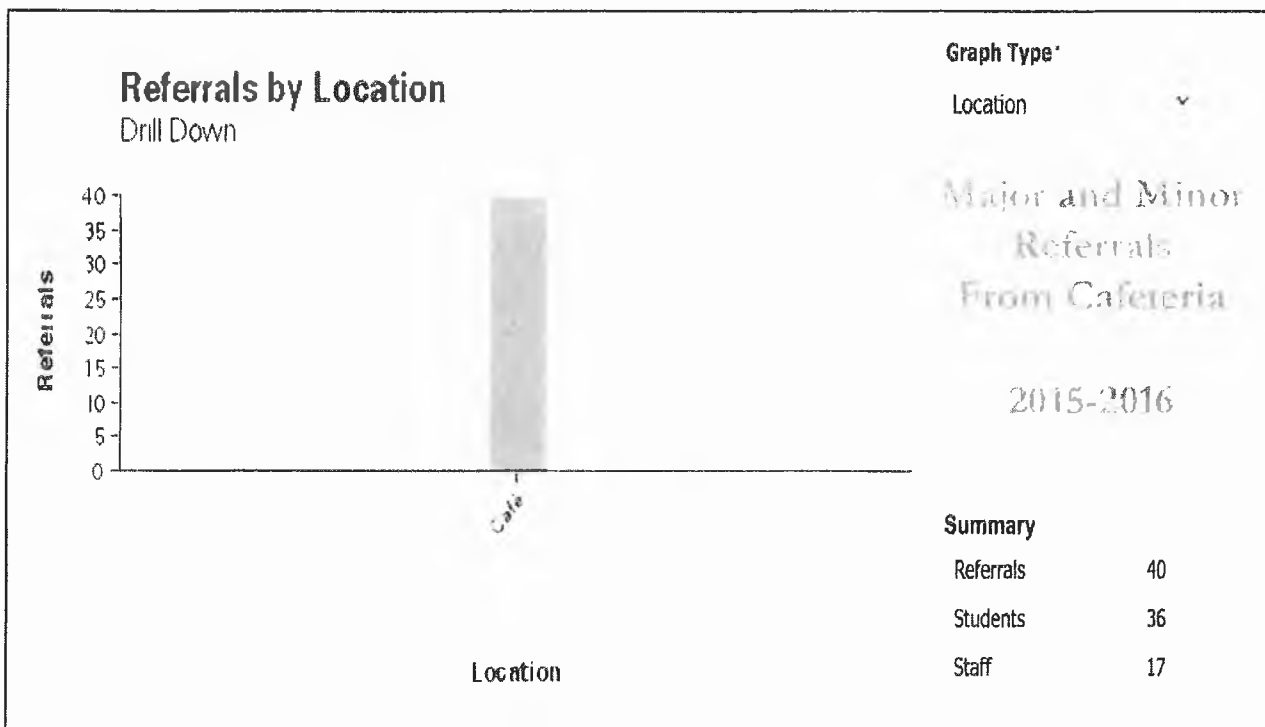 Referrals by Location
Drill Down
Referrals
40
35
30
25
20
15
10
5
0
Cafe
Location
Graph Type*
Location
Major and Minor
Referrals
From Cafeteria
2015-2016
Summary
Referrals 40
Students 36
Staff 17